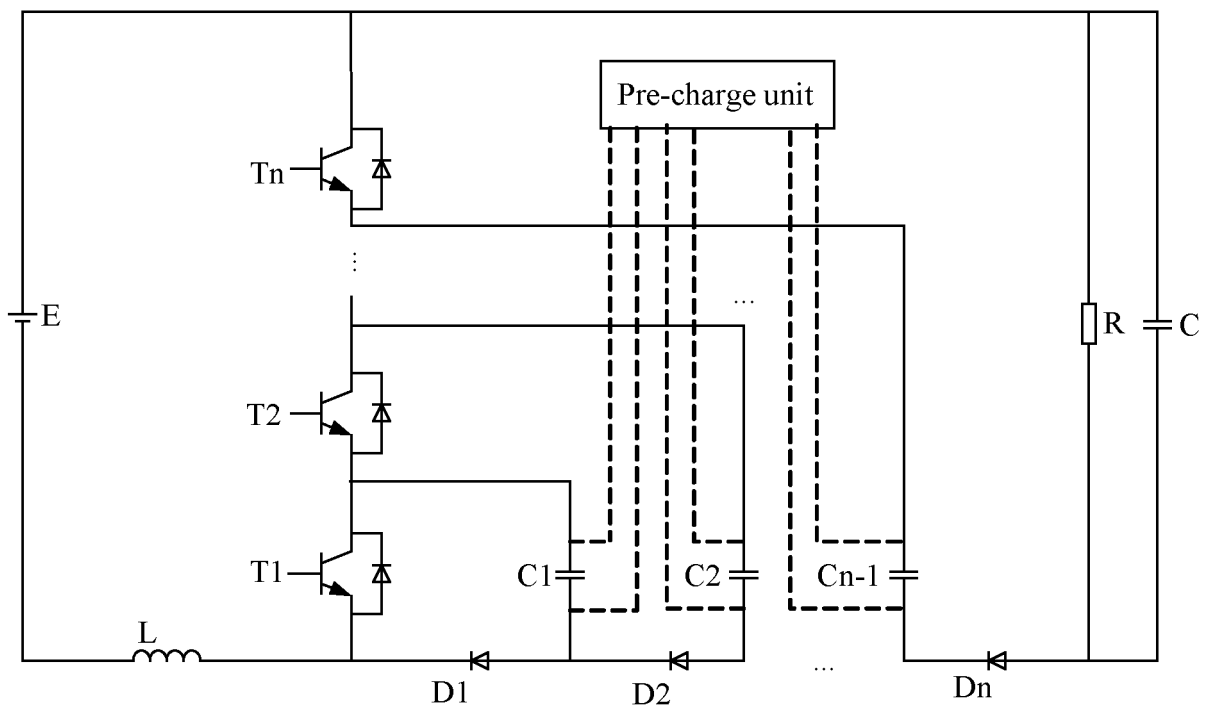 Pre-charge unit
Tn
...
...
E
R
C
T2
T1
C1
C2
Cn-1
L
...
D1
D2
Dn